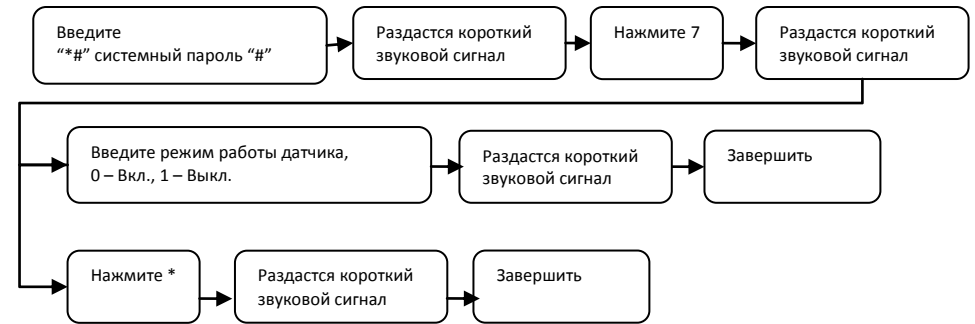 Введите
“*#” системный пароль “#”
Раздастся короткий
звуковой сигнал
Нажмите 7
Раздастся короткий
звуковой сигнал
Введите режим работы датчика,
0 – Вкл., 1 – Выкл.
Раздастся короткий
звуковой сигнал
Завершить
Нажмите *
Раздастся короткий
звуковой сигнал
Завершить